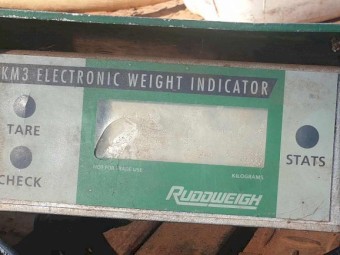 KM3 ELECTRONIC WEIGHT INDICATOR
TARE
STATS
CHECK
KILOGRAMS
RUDDWEIGH